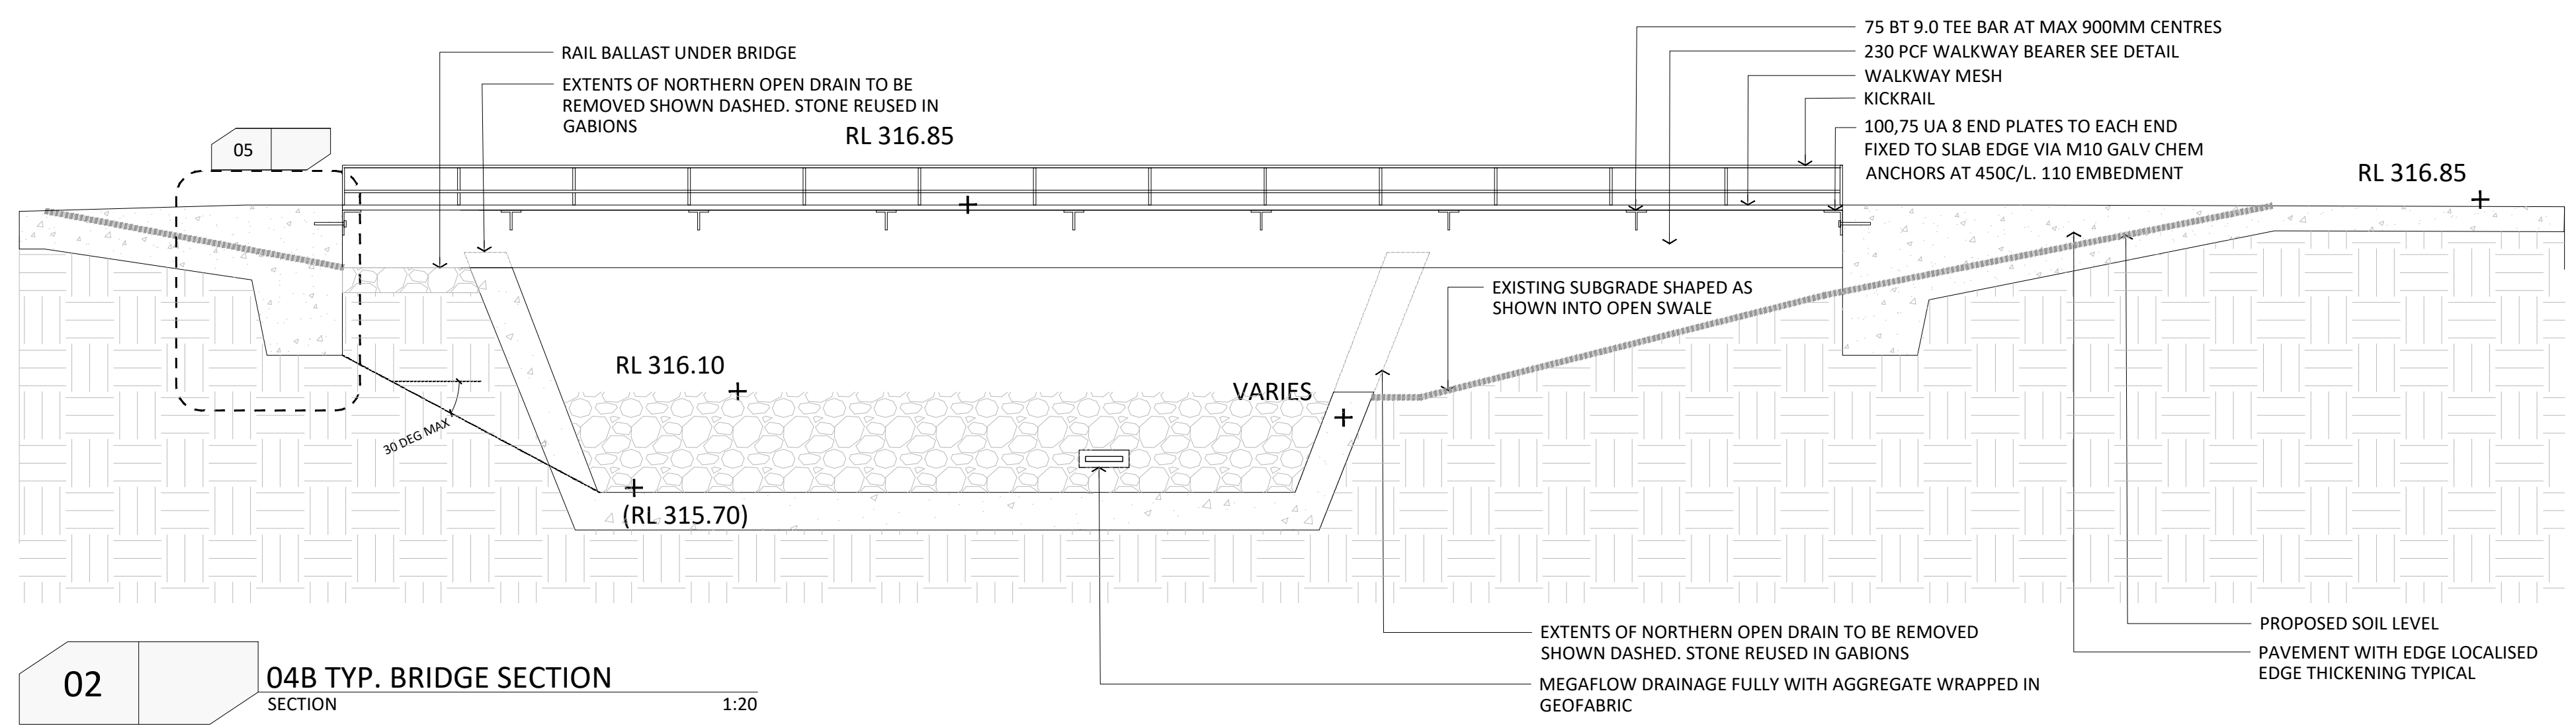 RAIL BALLAST UNDER BRIDGE
EXTENTS OF NORTHERN OPEN DRAIN TO BE
REMOVED SHOWN DASHED. STONE REUSED IN
GABIONS
RL 316.85
75 BT 9.0 TEE BAR AT MAX 900MM CENTRES
230 PCF WALKWAY BEARER SEE DETAIL
WALKWAY MESH
KICKRAIL
100,75 UA 8 END PLATES TO EACH END
FIXED TO SLAB EDGE VIA M10 GALV CHEM
ANCHORS AT 450C/L. 110 EMBEDMENT
RL 316.85
05
EXISTING SUBGRADE SHAPED AS
SHOWN INTO OPEN SWALE
RL 316.10
VARIES
30 DEG MAX
(RL 315.70)
EXTENTS OF NORTHERN OPEN DRAIN TO BE REMOVED
SHOWN DASHED. STONE REUSED IN GABIONS
MEGAFLOW DRAINAGE FULLY WITH AGGREGATE WRAPPED IN
GEOFABRIC
PROPOSED SOIL LEVEL
PAVEMENT WITH EDGE LOCALISED
EDGE THICKENING TYPICAL
02
04B TYP. BRIDGE SECTION
SECTION 1:20